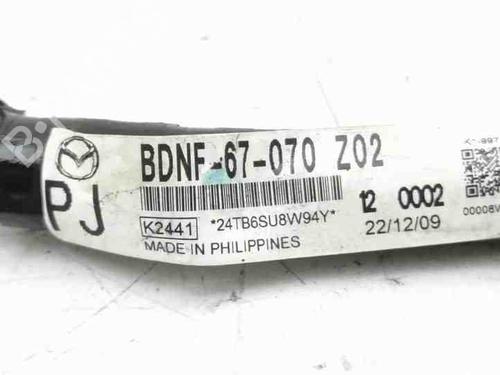 BDNF-67-070 Z02
PJ
K2441 *24TB6SU8W94Y*
12 0002
MADE IN PHILIPPINES
22/12/09